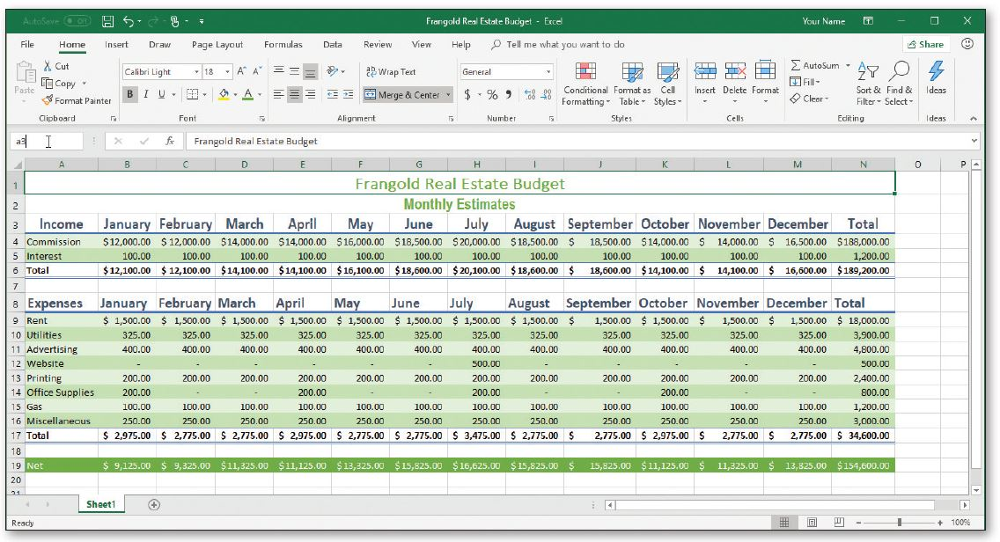 AutoSave Off Frangold Real Estate Budget - Excel Your Name
File Home Insert Draw Page Layout Formulas Data Review View Help Tell me what you want to do Share
Paste Cut Copy Format Painter
Calibri Light 18 A A
B I U A
Wrap Text
Merge & Center
General
$ % , .00
Conditional Formatting Format as Table Cell Styles
Insert Delete Format
AutoSum Fill Clear
Sort & Filter Find & Select
Ideas
Clipboard Font Alignment Number Styles Cells Editing Ideas
a3 fx Frangold Real Estate Budget
A B C D E F G H I J K L M N O P
1 Frangold Real Estate Budget
2 Monthly Estimates
3 Income January February March April May June July August September October November December Total
4 Commission $12,000.00 $ 12,000.00 $14,000.00 $14,000.00 $16,000.00 $18,500.00 $20,000.00 $18,500.00 $ 18,500.00 $14,000.00 $ 14,000.00 $ 16,500.00 $188,000.00
5 Interest 100.00 100.00 100.00 100.00 100.00 100.00 100.00 100.00 100.00 100.00 100.00 100.00 1,200.00
6 Total $12,100.00 $ 12,100.00 $14,100.00 $14,100.00 $16,100.00 $18,600.00 $20,100.00 $18,600.00 $ 18,600.00 $14,100.00 $ 14,100.00 $ 16,600.00 $189,200.00
7
8 Expenses January February March April May June July August September October November December Total
9 Rent $ 1,500.00 $ 1,500.00 $ 1,500.00 $ 1,500.00 $ 1,500.00 $ 1,500.00 $ 1,500.00 $ 1,500.00 $ 1,500.00 $ 1,500.00 $ 1,500.00 $ 1,500.00 $ 18,000.00
10 Utilities 325.00 325.00 325.00 325.00 325.00 325.00 325.00 325.00 325.00 325.00 325.00 325.00 3,900.00
11 Advertising 400.00 400.00 400.00 400.00 400.00 400.00 400.00 400.00 400.00 400.00 400.00 400.00 4,800.00
12 Website - - - - - - 500.00 - - - - - 500.00
13 Printing 200.00 200.00 200.00 200.00 200.00 200.00 200.00 200.00 200.00 200.00 200.00 200.00 2,400.00
14 Office Supplies 200.00 - - 200.00 - - 200.00 - - 200.00 - - 800.00
15 Gas 100.00 100.00 100.00 100.00 100.00 100.00 100.00 100.00 100.00 100.00 100.00 100.00 1,200.00
16 Miscellaneous 250.00 250.00 250.00 250.00 250.00 250.00 250.00 250.00 250.00 250.00 250.00 250.00 3,000.00
17 Total $ 2,975.00 $ 2,775.00 $ 2,775.00 $ 2,975.00 $ 2,775.00 $ 2,775.00 $ 3,475.00 $ 2,775.00 $ 2,775.00 $ 2,975.00 $ 2,775.00 $ 2,775.00 $ 34,600.00
18
19 Net $ 9,125.00 $ 9,325.00 $11,325.00 $11,125.00 $13,325.00 $15,825.00 $16,625.00 $15,825.00 $ 15,825.00 $11,125.00 $ 11,325.00 $ 13,825.00 $154,600.00
20
21
Sheet1
Ready 100%